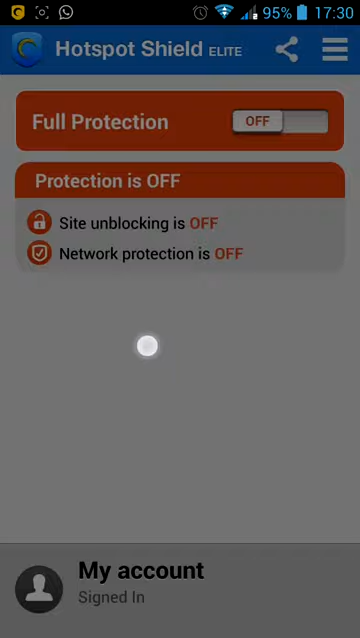 95% 17:30
Hotspot Shield ELITE
Full Protection OFF
Protection is OFF
Site unblocking is OFF
Network protection is OFF
My account
Signed In